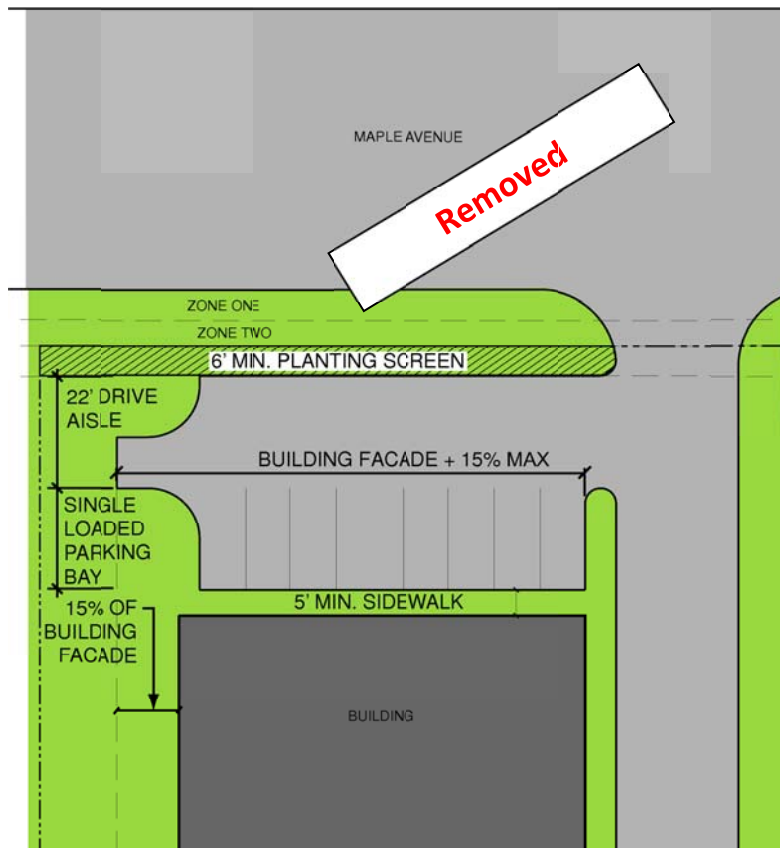 MAPLE AVENUE
Removed
ZONE ONE
ZONE TWO
6' MIN. PLANTING SCREEN
22' DRIVE
AISLE
BUILDING FACADE + 15% MAX
SINGLE
LOADED
PARKING
BAY
5' MIN. SIDEWALK
15% OF
BUILDING
FACADE
BUILDING